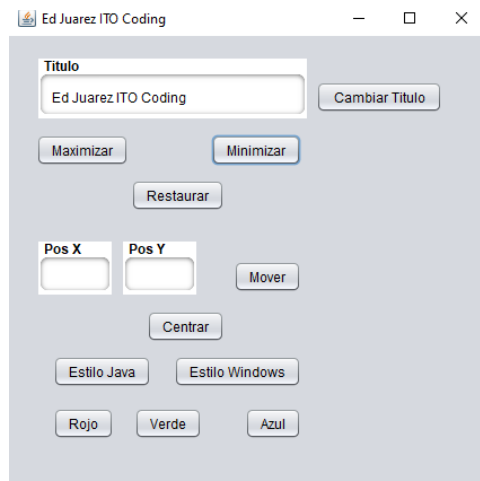 Ed Juarez ITO Coding
Titulo
Ed Juarez ITO Coding
Cambiar Titulo
Maximizar
Minimizar
Restaurar
Pos X
Pos Y
Mover
Centrar
Estilo Java
Estilo Windows
Rojo
Verde
Azul